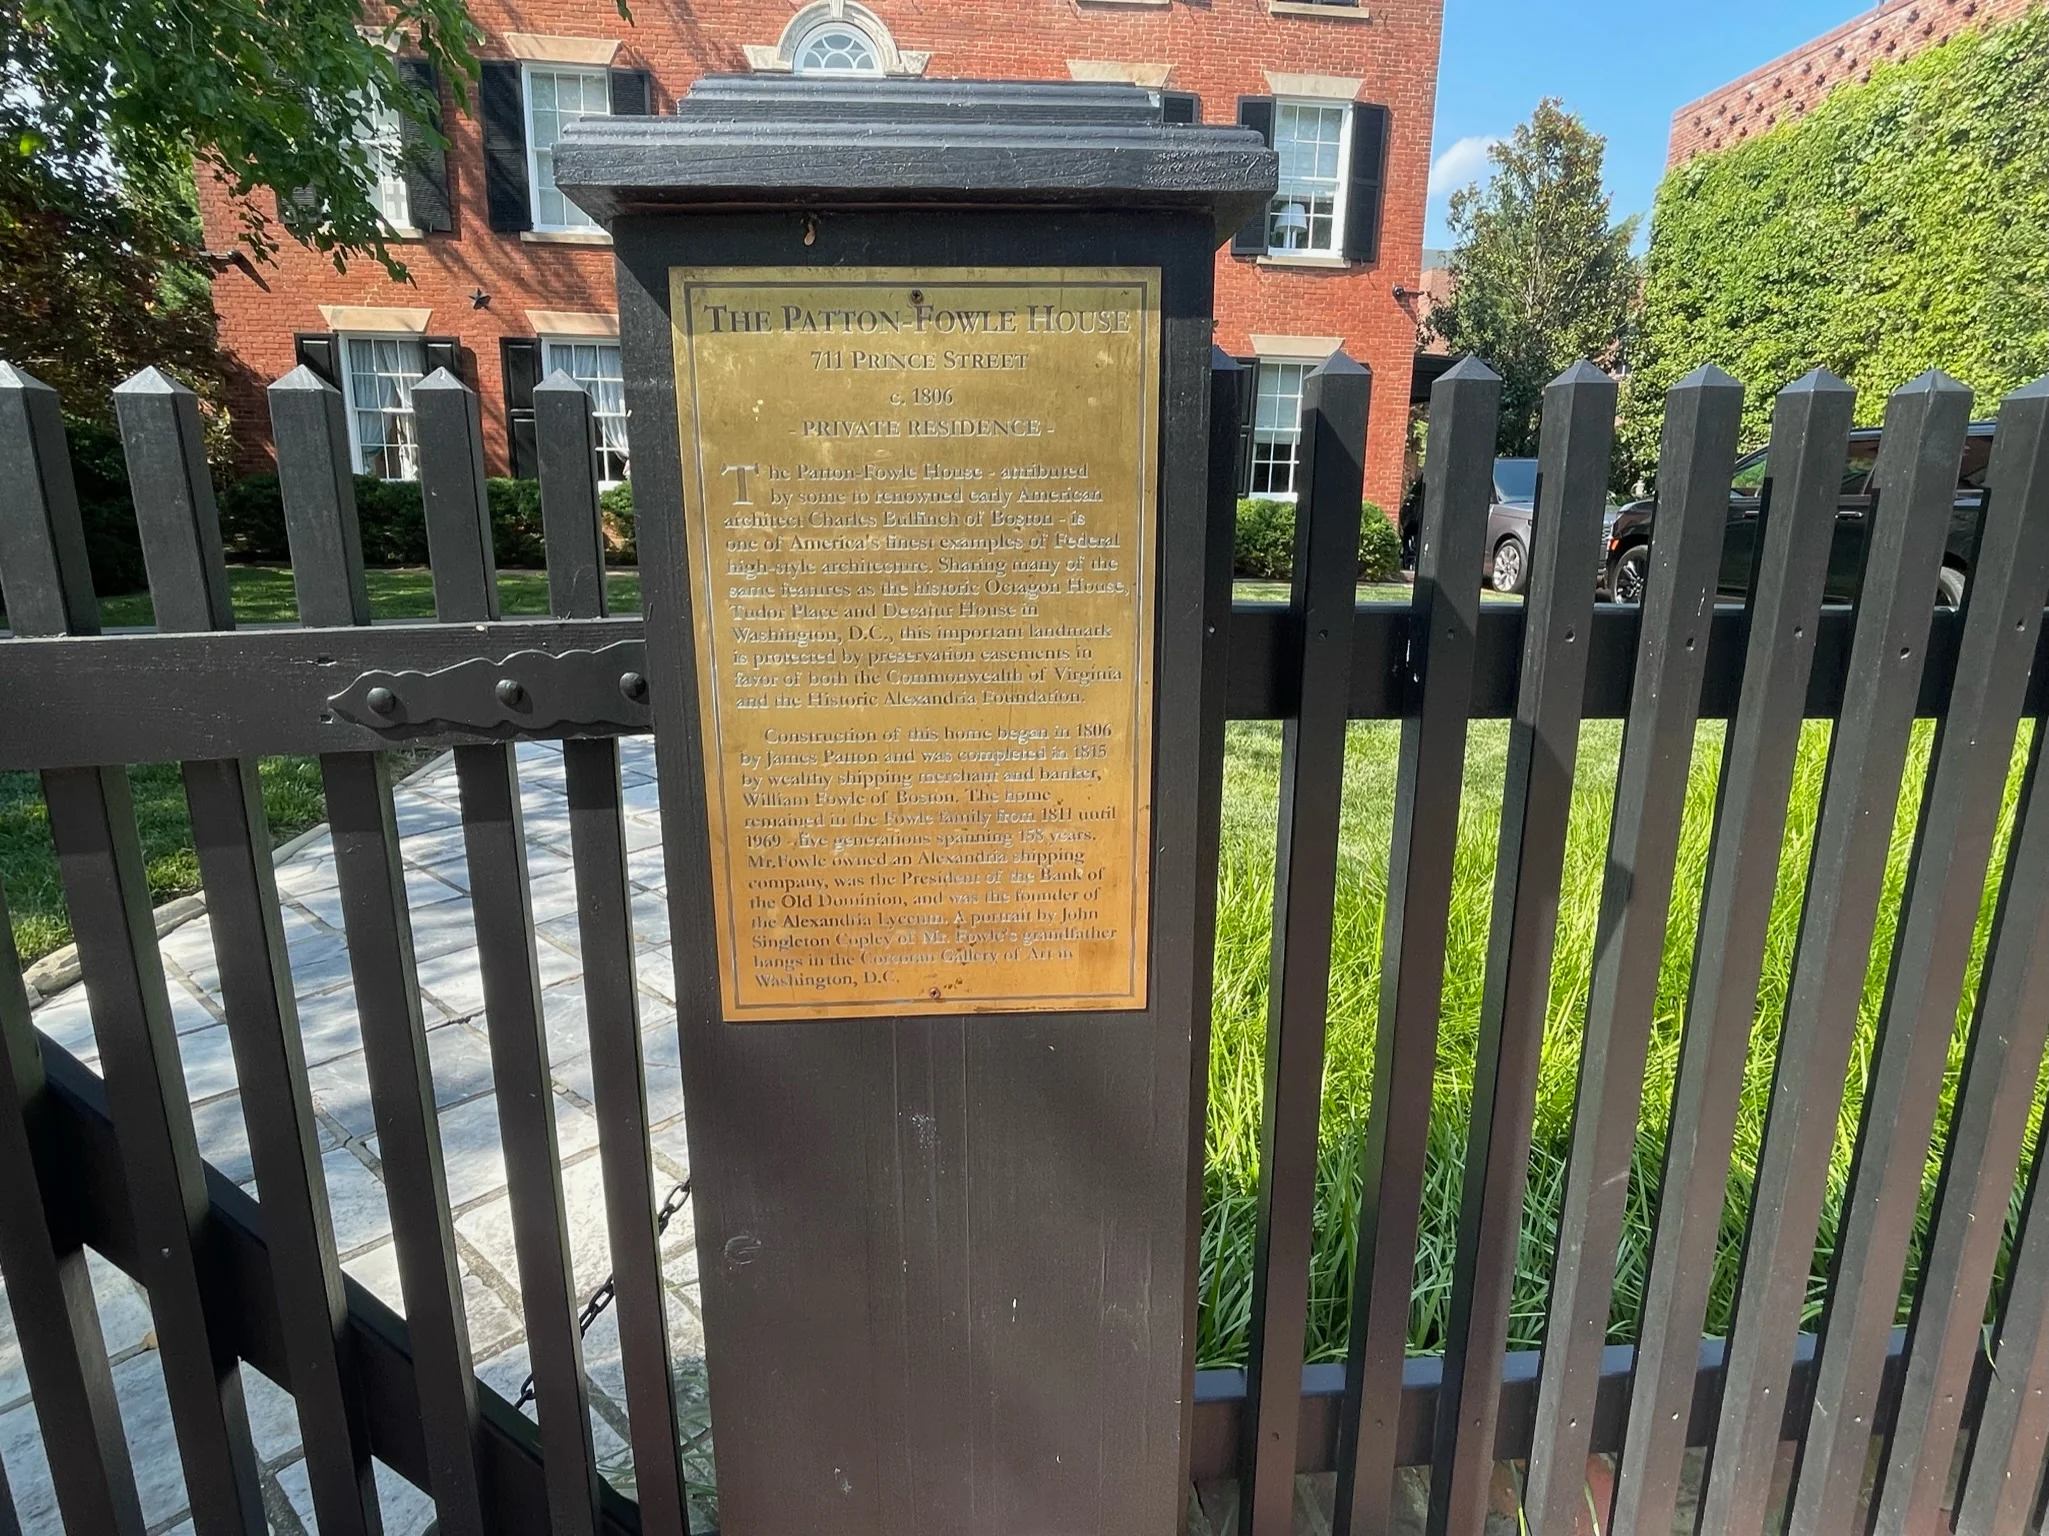 THE PATTON-FOWLE HOUSE
711 PRINCE STREET
c. 1806
- PRIVATE RESIDENCE -
The Patton-Fowle House - attributed
by some to renowned early American
architect Charles Bulfinch of Boston - is
one of America's finest examples of Federal
high-style architecture. Sharing many of the
same features as the historic Octagon House,
Tudor Place and Decatur House in
Washington, D.C., this important landmark
is protected by preservation easements in
favor of both the Commonwealth of Virginia
and the Historic Alexandria Foundation.
Construction of this home began in 1806
by James Patton and was completed in 1815
by wealthy shipping merchant and banker,
William Fowle of Boston. The home
remained in the Fowle family from 1811 until
1969 - five generations spanning 158 years.
Mr. Fowle owned an Alexandria shipping
company, was the President of the Bank of
the Old Dominion, and was the founder of
the Alexandria Lyceum. A portrait by John
Singleton Copley of Mr. Fowle's grandfather
hangs in the Corcoran Gallery of Art in
Washington, D.C.